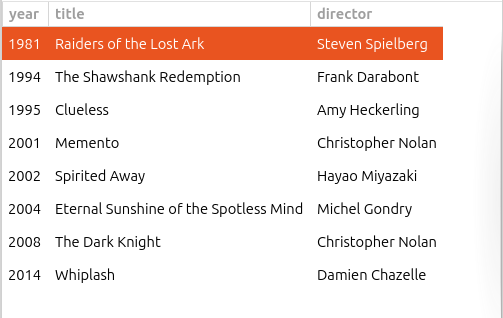 year title director
1981 Raiders of the Lost Ark Steven Spielberg
1994 The Shawshank Redemption Frank Darabont
1995 Clueless Amy Heckerling
2001 Memento Christopher Nolan
2002 Spirited Away Hayao Miyazaki
2004 Eternal Sunshine of the Spotless Mind Michel Gondry
2008 The Dark Knight Christopher Nolan
2014 Whiplash Damien Chazelle